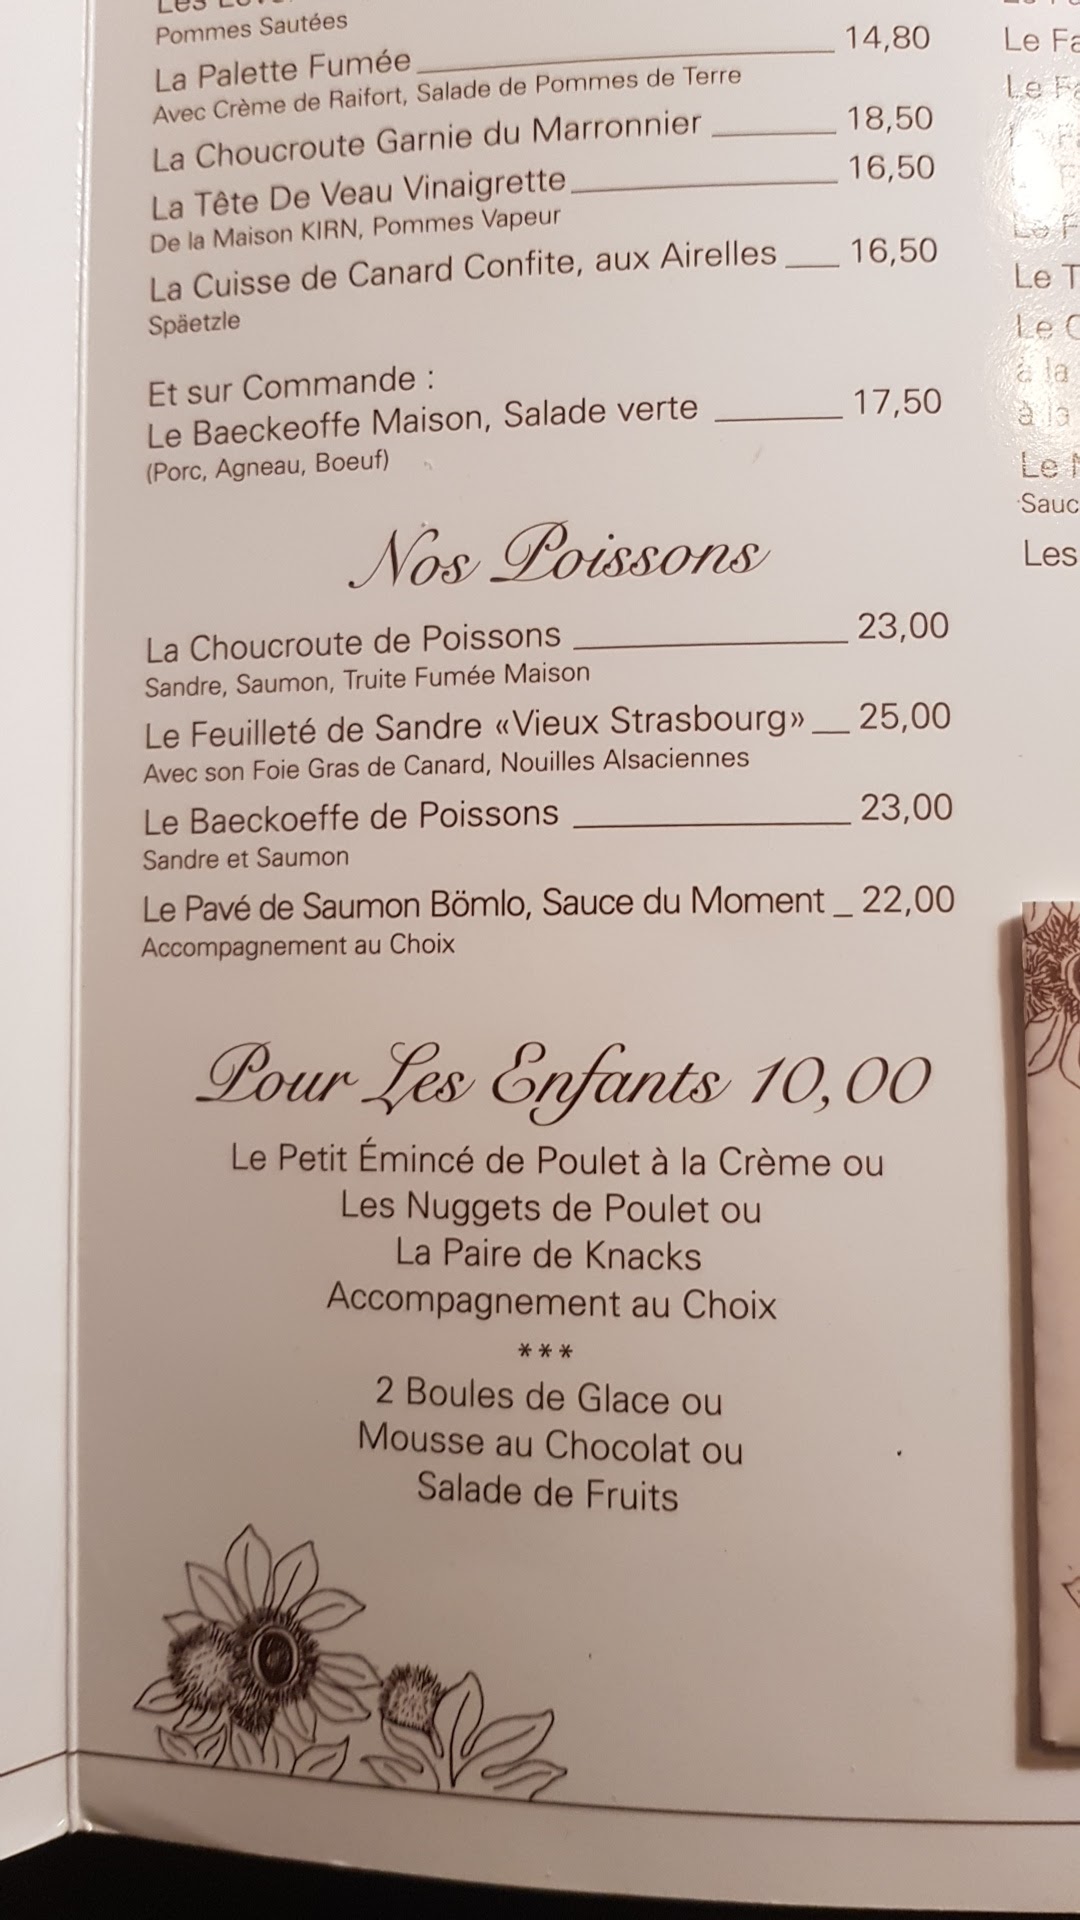 Pommes Sautées
La Palette Fumée 14,80
Avec Crème de Raifort, Salade de Pommes de Terre
La Choucroute Garnie du Marronnier 18,50
La Tête De Veau Vinaigrette 16,50
De la Maison KIRN, Pommes Vapeur
La Cuisse de Canard Confite, aux Airelles 16,50
Späetzle
Et sur Commande :
Le Baeckeoffe Maison, Salade verte 17,50
(Porc, Agneau, Boeuf)
Nos Poissons
La Choucroute de Poissons 23,00
Sandre, Saumon, Truite Fumée Maison
Le Feuilleté de Sandre «Vieux Strasbourg» 25,00
Avec son Foie Gras de Canard, Nouilles Alsaciennes
Le Baeckoeffe de Poissons 23,00
Sandre et Saumon
Le Pavé de Saumon Bömlo, Sauce du Moment 22,00
Accompagnement au Choix
Pour Les Enfants 10,00
Le Petit Émincé de Poulet à la Crème ou
Les Nuggets de Poulet ou
La Paire de Knacks
Accompagnement au Choix
***
2 Boules de Glace ou
Mousse au Chocolat ou
Salade de Fruits
Le
Le
Le
Le
Le
à la
à la
Le
Les